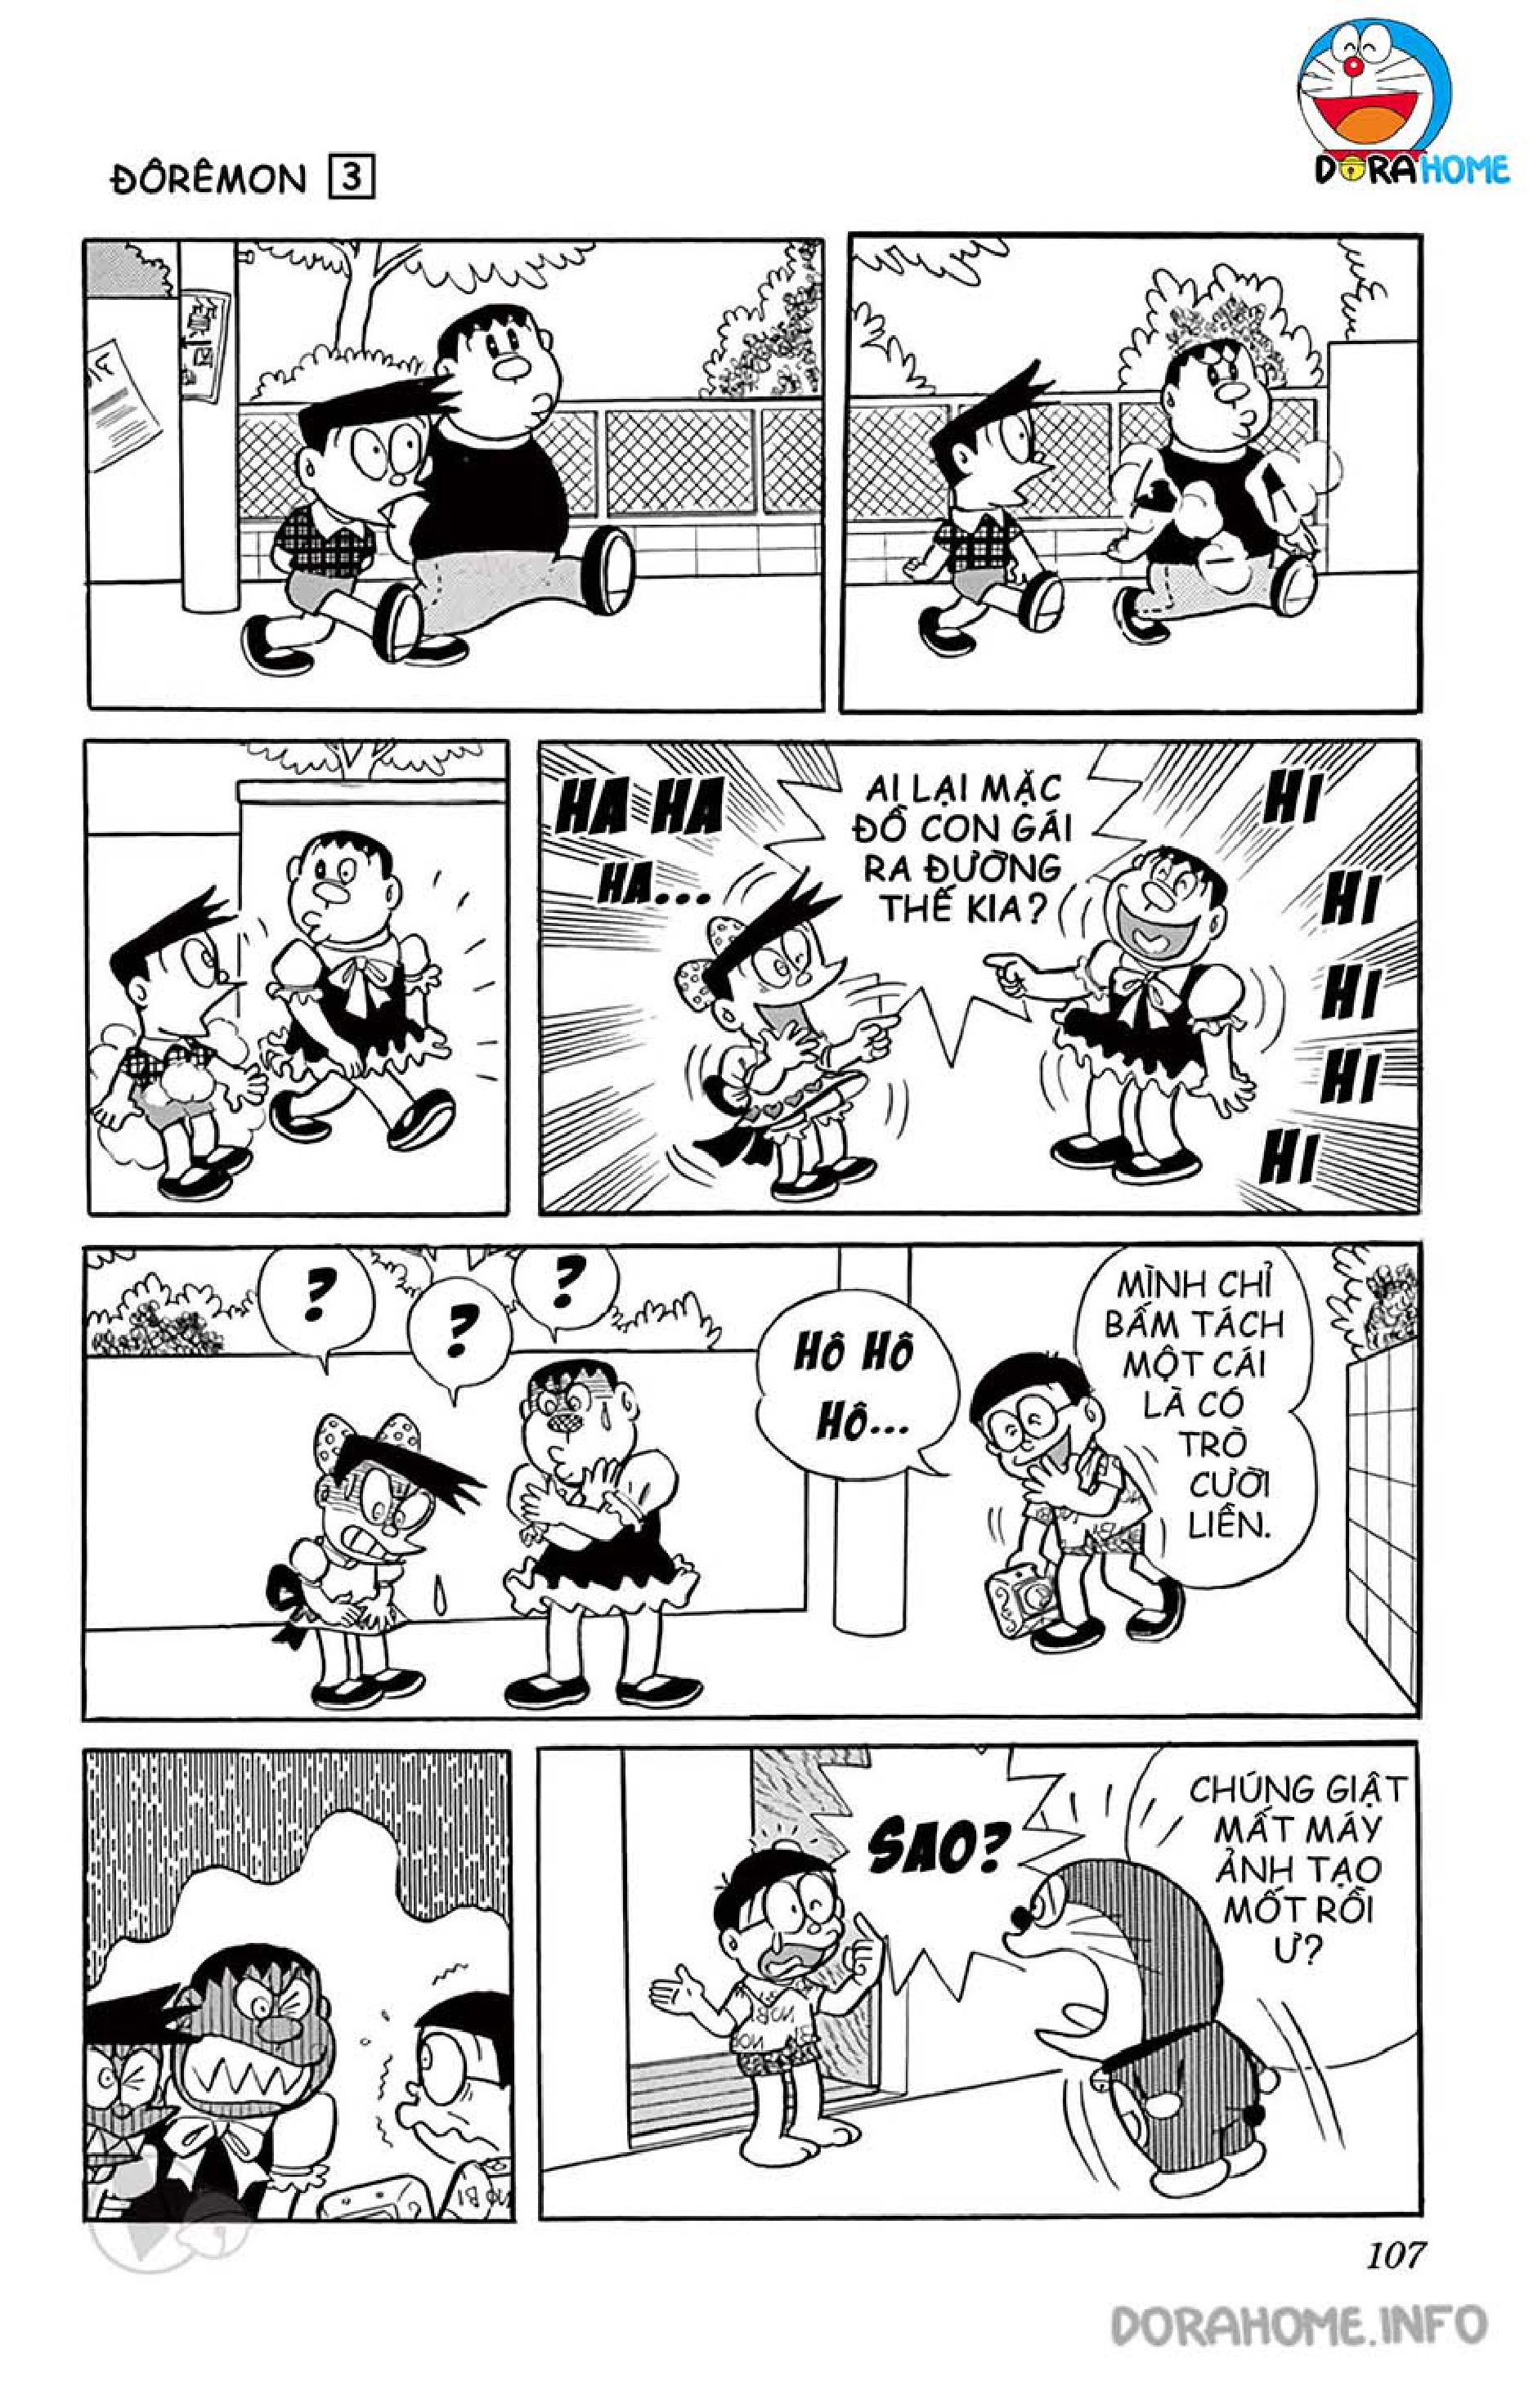 DORAHOME
ĐÔRÊMON 3
HA HA
HA...
AI LẠI MẶC
ĐỒ CON GÁI
RA ĐƯỜNG
THẾ KIA?
HI
HI
HI
HI
HI
?
?
?
HÔ HÔ
HÔ...
MÌNH CHỈ
BẤM TÁCH
MỘT CÁI
LÀ CÓ
TRÒ
CƯỜI
LIỀN.
SAO?
CHÚNG GIẬT
MẤT MÁY
ẢNH TẠO
MỐT RỒI
Ư?
107
DORAHOME.INFO